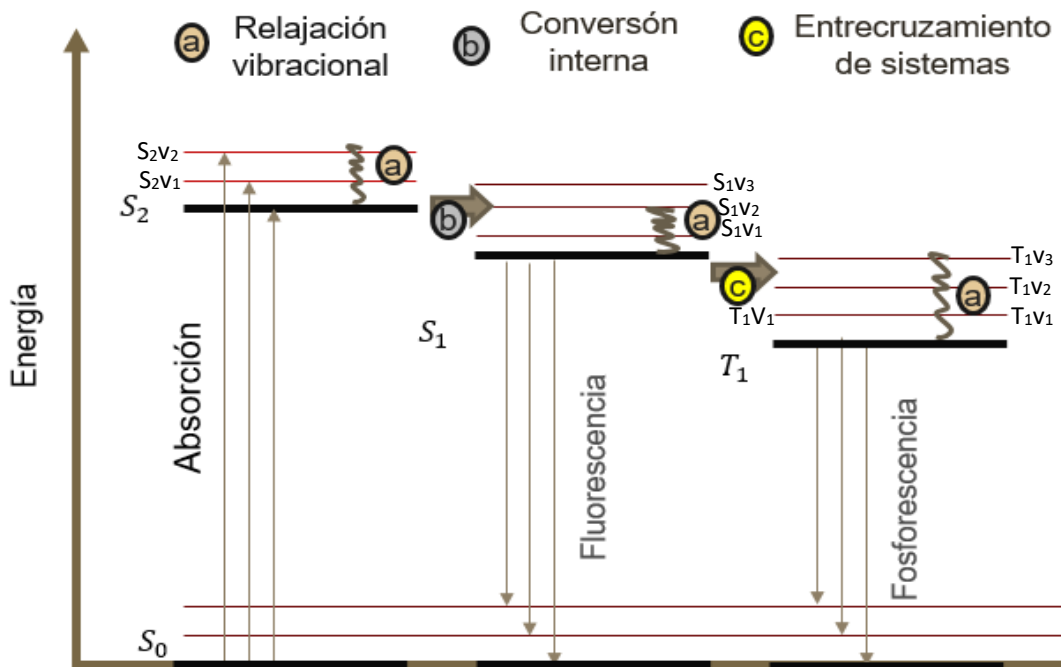 a Relajación
vibracional
b Conversón
interna
c Entrecruzamiento
de sistemas
Energía
S₂v₂
S₂v₁
S₂
a
b
S₁v₃
S₁v₂
S₁v₁
a
S₁
c
T₁V₁
T₁v₃
T₁v₂
T₁v₁
a
T₁
Absorción
Fluorescencia
Fosforescencia
S₀